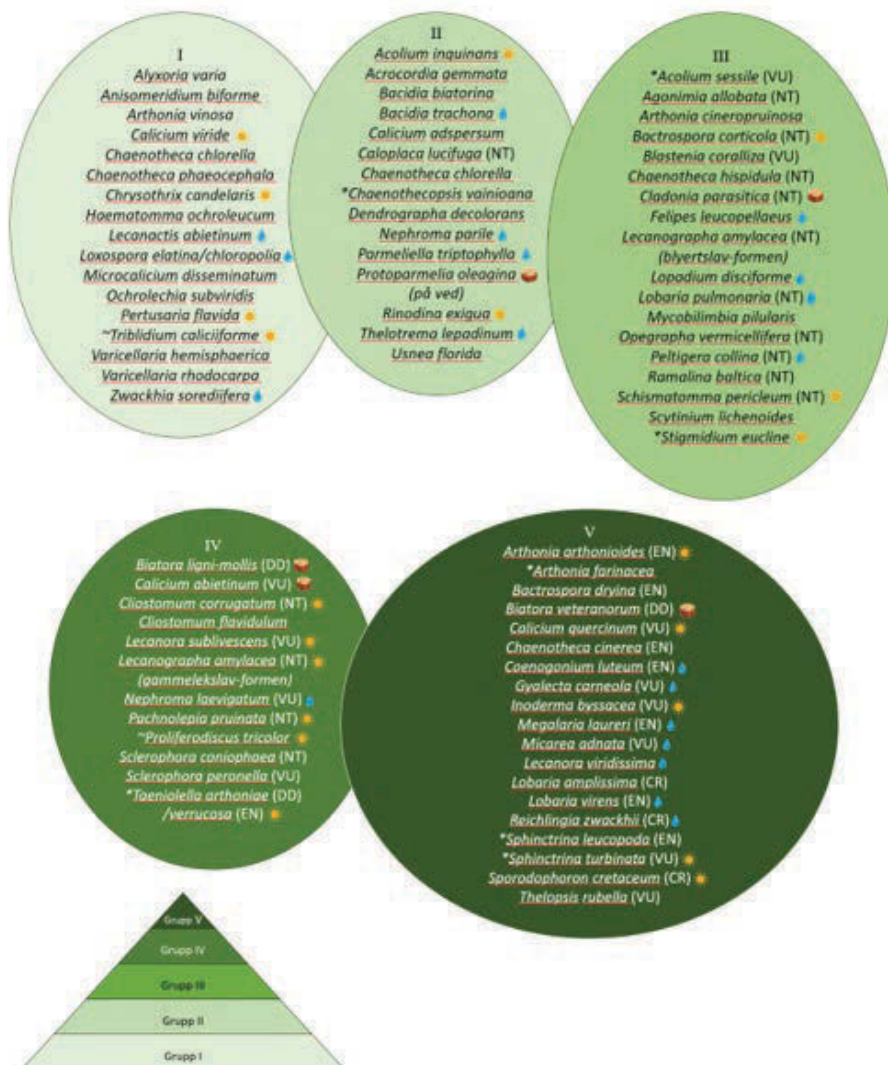 I
Alyxoria varia
Anisomeridium biforme
Arthonia vinosa
Calicium viride
Chaenotheca chlorella
Chaenotheca phaeocephala
Chrysothrix candelaris
Haematomma ochroleucum
Lecanactis abietinum
Loxospora elatina/chloropolia
Microcalicium disseminatum
Ochrolechia subviridis
Pertusaria flavida
~Triblidium caliciiforme
Varicellaria hemisphaerica
Varicellaria rhodocarpa
Zwackhia sorediifera
II
Acolium inquinans
Acrocordia gemmata
Bacidia biatorina
Bacidia trachona
Calicium adspersum
Caloplaca lucifuga (NT)
Chaenotheca chlorella
*Chaenothecopsis vainioana
Dendrographa decolorans
Nephroma parile
Parmeliella triptophylla
Protoparmelia oleagina
(på ved)
Rinodina exigua
Thelotrema lepadinum
Usnea florida
III
*Acolium sessile (VU)
Agonimia allobata (NT)
Arthonia cineropruinosa
Bactrospora corticola (NT)
Blastenia coralliza (VU)
Chaenotheca hispidula (NT)
Cladonia parasitica (NT)
Felipes leucopellaeus
Lecanographa amylacea (NT)
(blyertslav-formen)
Lopadium disciforme
Lobaria pulmonaria (NT)
Mycobilimbia pilularis
Opegrapha vermicellifera (NT)
Peltigera collina (NT)
Ramalina baltica (NT)
Schismatomma pericleum (NT)
Scytinium lichenoides
*Stigmidium eucline
IV
Biatora ligni-mollis (DD)
Calicium abietinum (VU)
Cliostomum corrugatum (NT)
Cliostomum flavidulum
Lecanora sublivescens (VU)
Lecanographa amylacea (NT)
(gammelekslav-formen)
Nephroma laevigatum (VU)
Pachnolepia pruinata (NT)
~Proliferodiscus tricolor
Sclerophora coniophaea (NT)
Sclerophora peronella (VU)
*Taeniolella arthoniae (DD)
/verrucosa (EN)
V
Arthonia arthonioides (EN)
*Arthonia farinacea
Bactrospora dryina (EN)
Biatora veteranorum (DD)
Calicium quercinum (VU)
Chaenotheca cinerea (EN)
Coenogonium luteum (EN)
Gyalecta carneola (VU)
Inoderma byssacea (VU)
Megalaria laureri (EN)
Micarea adnata (VU)
Lecanora viridissima
Lobaria amplissima (CR)
Lobaria virens (EN)
Reichlingia zwackhii (CR)
*Sphinctrina leucopoda (EN)
*Sphinctrina turbinata (VU)
Sporodophoron cretaceum (CR)
Thelopsis rubella (VU)
Grupp V
Grupp IV
Grupp III
Grupp II
Grupp I